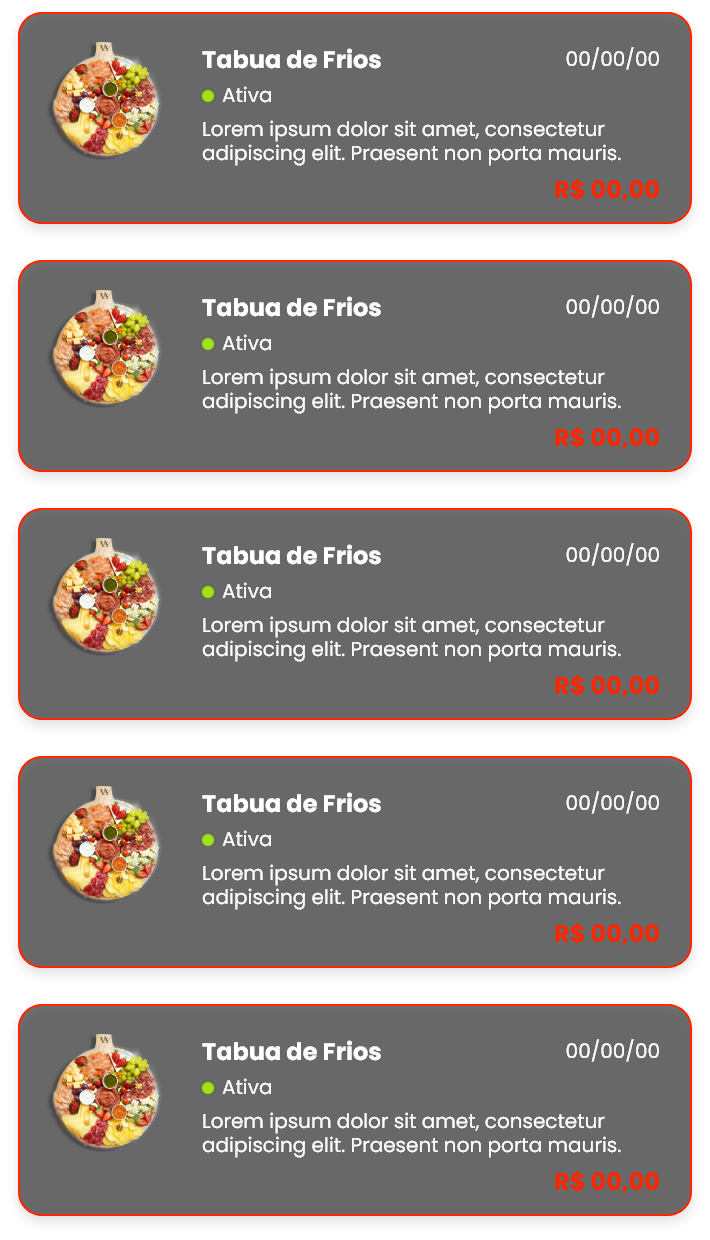 Tabua de Frios 00/00/00
Ativa
Lorem ipsum dolor sit amet, consectetur
adipiscing elit. Praesent non porta mauris.
R$ 00,00
Tabua de Frios 00/00/00
Ativa
Lorem ipsum dolor sit amet, consectetur
adipiscing elit. Praesent non porta mauris.
R$ 00,00
Tabua de Frios 00/00/00
Ativa
Lorem ipsum dolor sit amet, consectetur
adipiscing elit. Praesent non porta mauris.
R$ 00,00
Tabua de Frios 00/00/00
Ativa
Lorem ipsum dolor sit amet, consectetur
adipiscing elit. Praesent non porta mauris.
R$ 00,00
Tabua de Frios 00/00/00
Ativa
Lorem ipsum dolor sit amet, consectetur
adipiscing elit. Praesent non porta mauris.
R$ 00,00